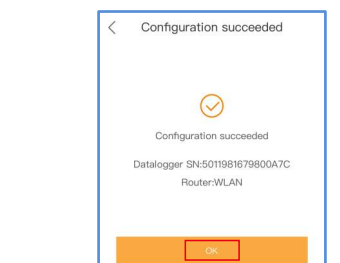 Configuration succeeded
Configuration succeeded
Datalogger SN:5011981679800A7C
Router:WLAN
OK